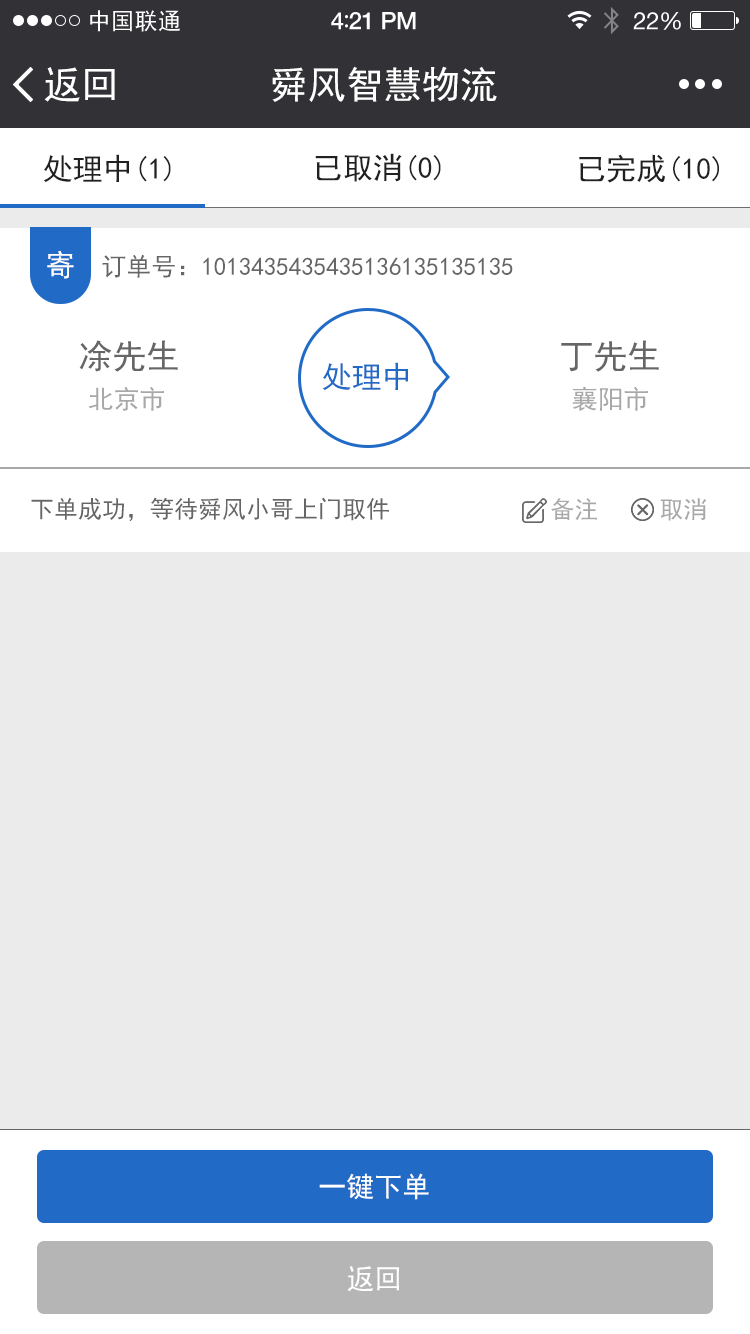 中国联通 4:21 PM 22%
返回 舜风智慧物流
处理中(1) 已取消(0) 已完成(10)
寄 订单号：1013435435435136135135135
凃先生 处理中 丁先生
北京市 襄阳市
下单成功，等待舜风小哥上门取件 备注 取消
一键下单
返回